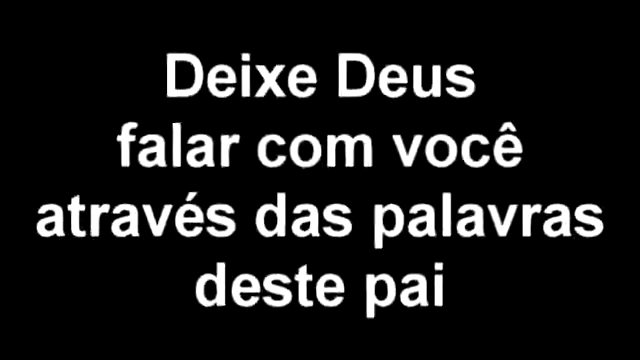 Deixe Deus
falar com você
através das palavras
deste pai